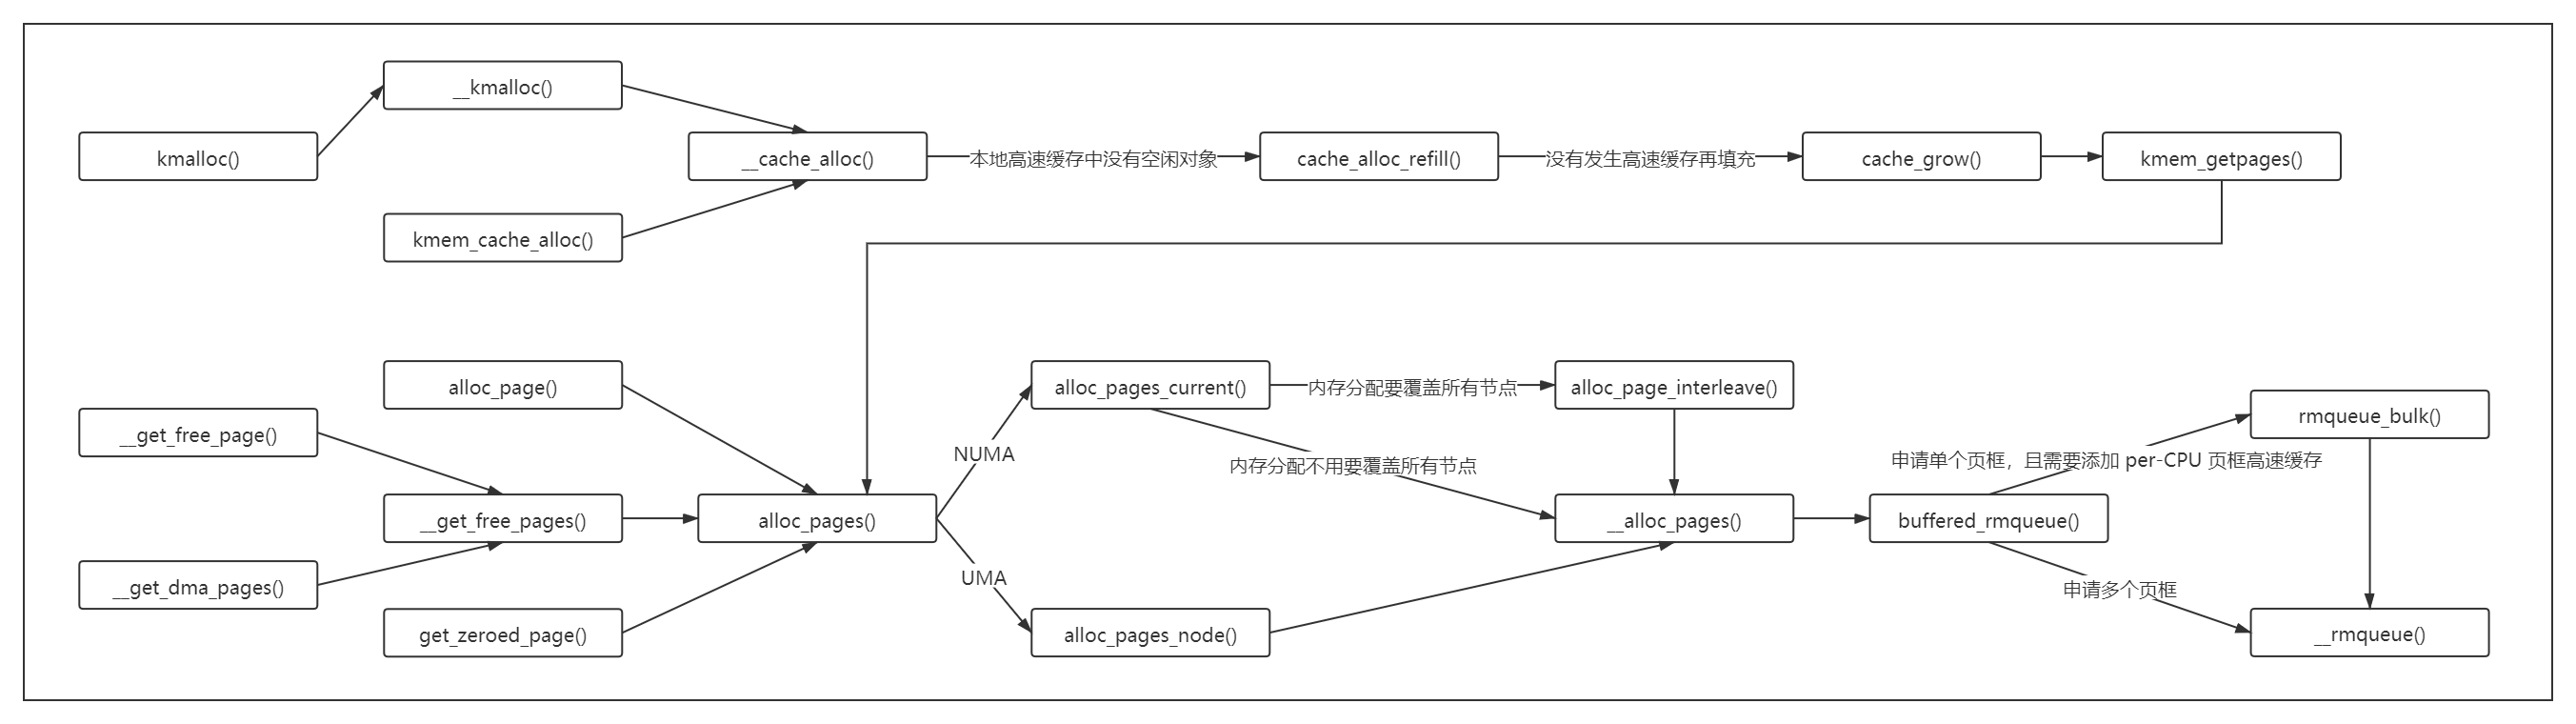 __kmalloc()
kmalloc()
__cache_alloc()
本地高速缓存中没有空闲对象
cache_alloc_refill()
没有发生高速缓存再填充
cache_grow()
kmem_getpages()
kmem_cache_alloc()
alloc_page()
alloc_pages_current()
内存分配要覆盖所有节点
alloc_page_interleave()
rmqueue_bulk()
__get_free_page()
NUMA
内存分配不用要覆盖所有节点
申请单个页框，且需要添加 per-CPU 页框高速缓存
__get_free_pages()
alloc_pages()
__alloc_pages()
buffered_rmqueue()
__get_dma_pages()
UMA
申请多个页框
get_zeroed_page()
alloc_pages_node()
__rmqueue()